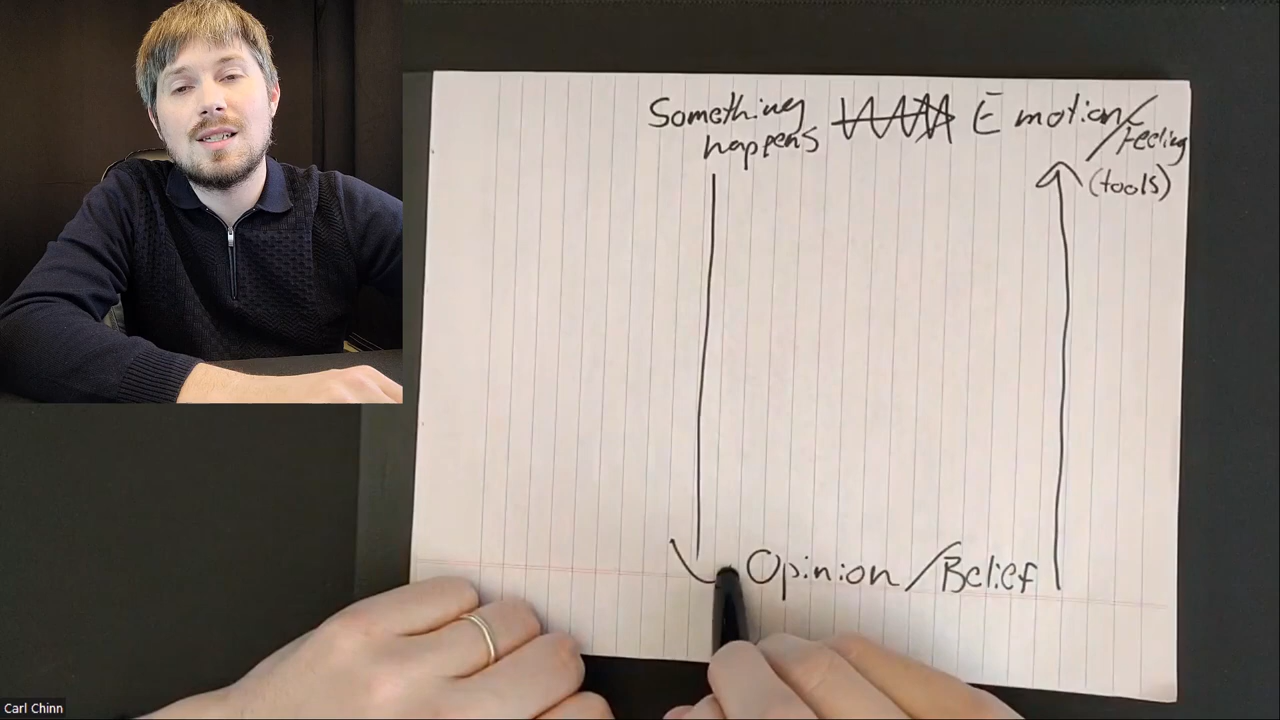 Something
happens
Emotion/
Feeling
(tools)
Opinion/Belief
Carl Chinn